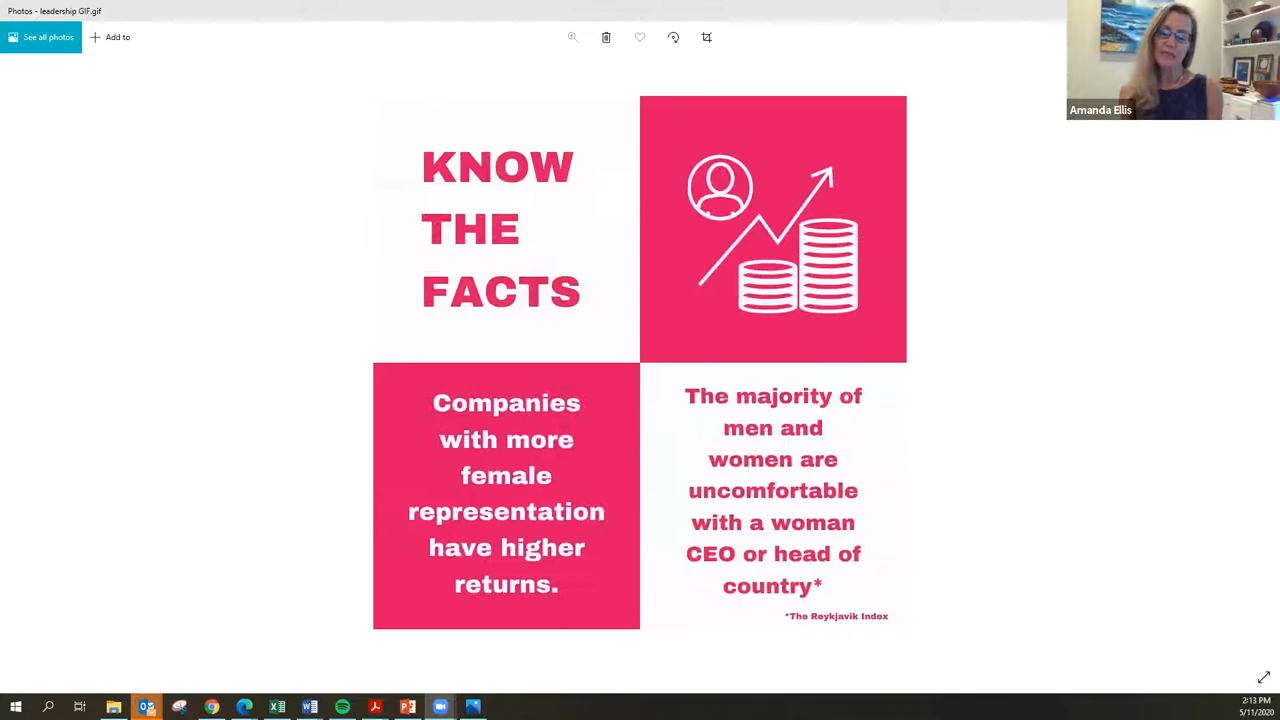 Photos - leadership GIF.gif
See all photos
Add to
Amanda Ellis
KNOW
THE
FACTS
Companies
with more
female
representation
have higher
returns.
The majority of
men and
women are
uncomfortable
with a woman
CEO or head of
country*
*The Reykjavik Index
2:13 PM
5/11/2020